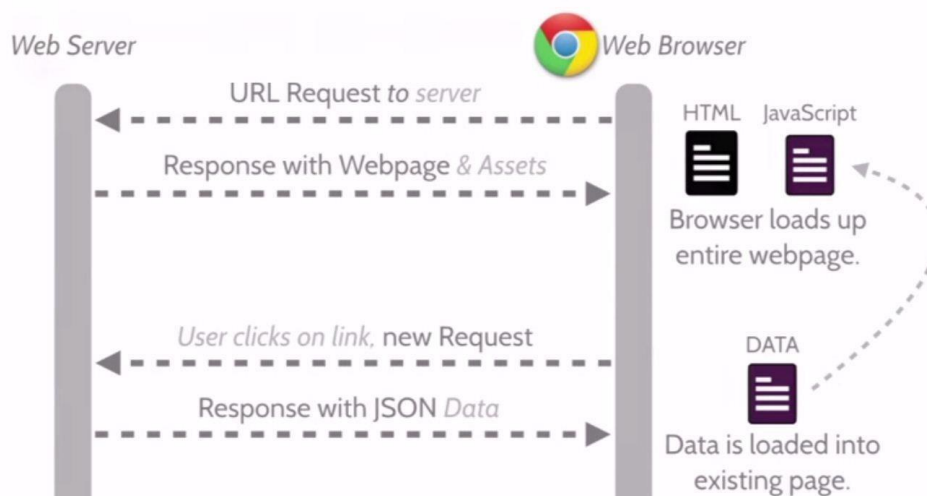 Web Server
Web Browser
URL Request to server
HTML
JavaScript
Response with Webpage & Assets
Browser loads up
entire webpage.
User clicks on link, new Request
DATA
Response with JSON Data
Data is loaded into
existing page.